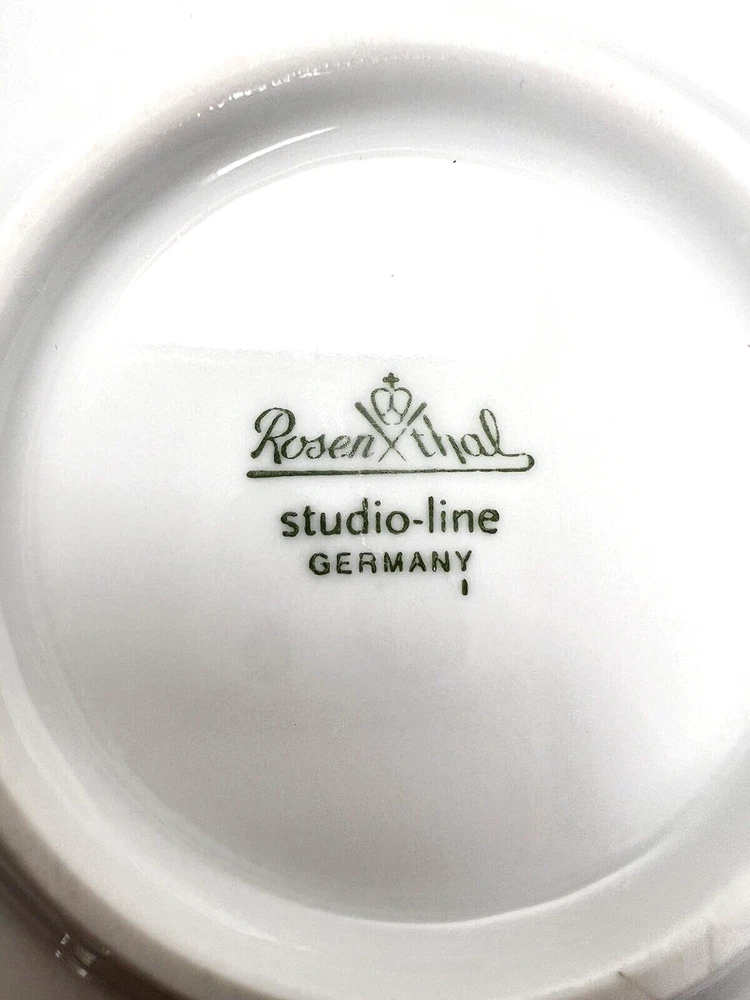 Rosenthal
studio-line
GERMANY
I